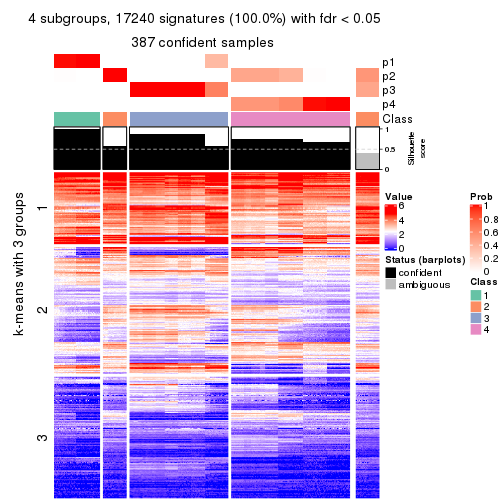 4 subgroups, 17240 signatures (100.0%) with fdr < 0.05
387 confident samples
p1
p2
p3
p4
Class
1
0.5
0
Silhouette
score
k-means with 3 groups
1
2
3
Value
6
4
2
0
Status (barplots)
confident
ambiguous
Prob
1
0.8
0.6
0.4
0.2
0
Class
1
2
3
4